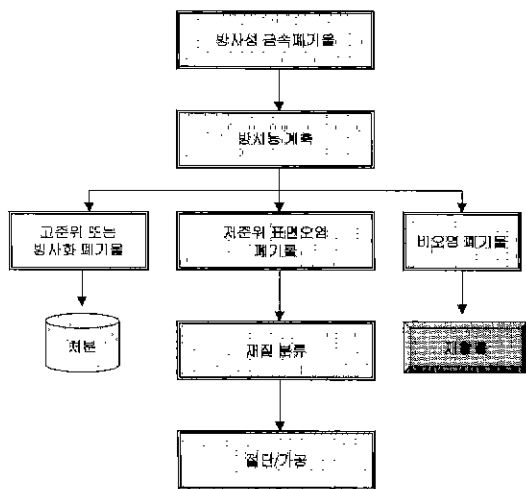 방사성 금속폐기물
방사능 계측
고준위 또는
방사화 폐기물
저준위 표면오염
폐기물
비오염 폐기물
처분
재질 분류
재활용
절단/가공